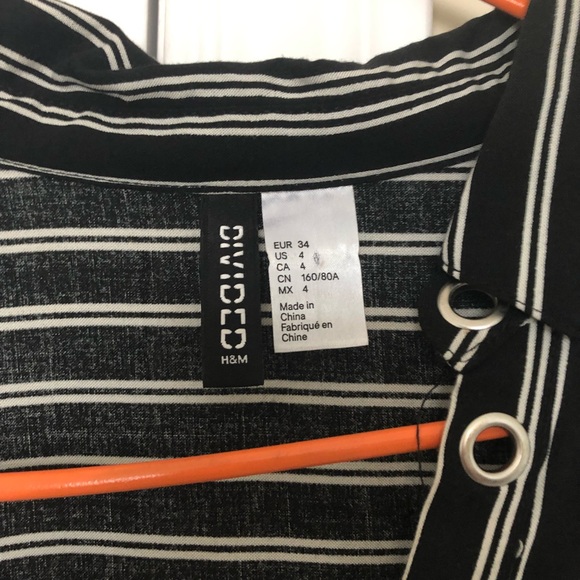 DIVIDED
H&M
EUR 34
US 4
CA 4
CN 160/80A
MX 4
Made in
China
Fabriqué en
Chine